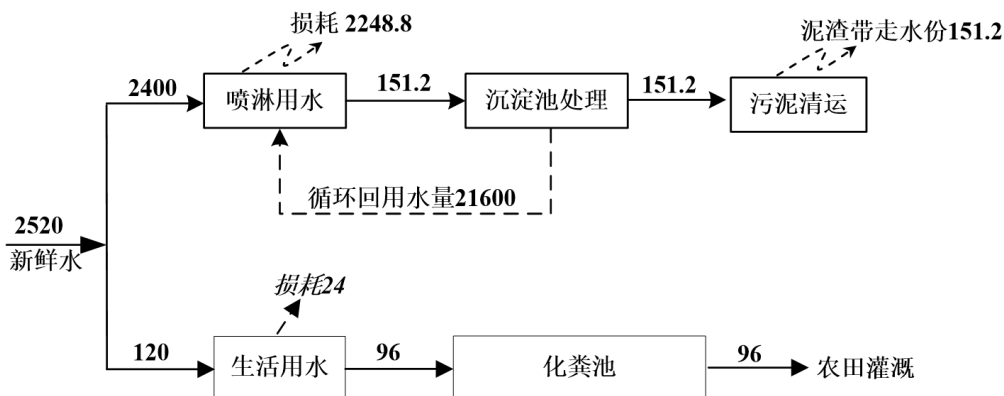 损耗 2248.8
泥渣带走水份151.2
2400
喷淋用水
151.2
沉淀池处理
151.2
污泥清运
循环回用水量21600
2520
新鲜水
损耗24
120
生活用水
96
化粪池
96
农田灌溉